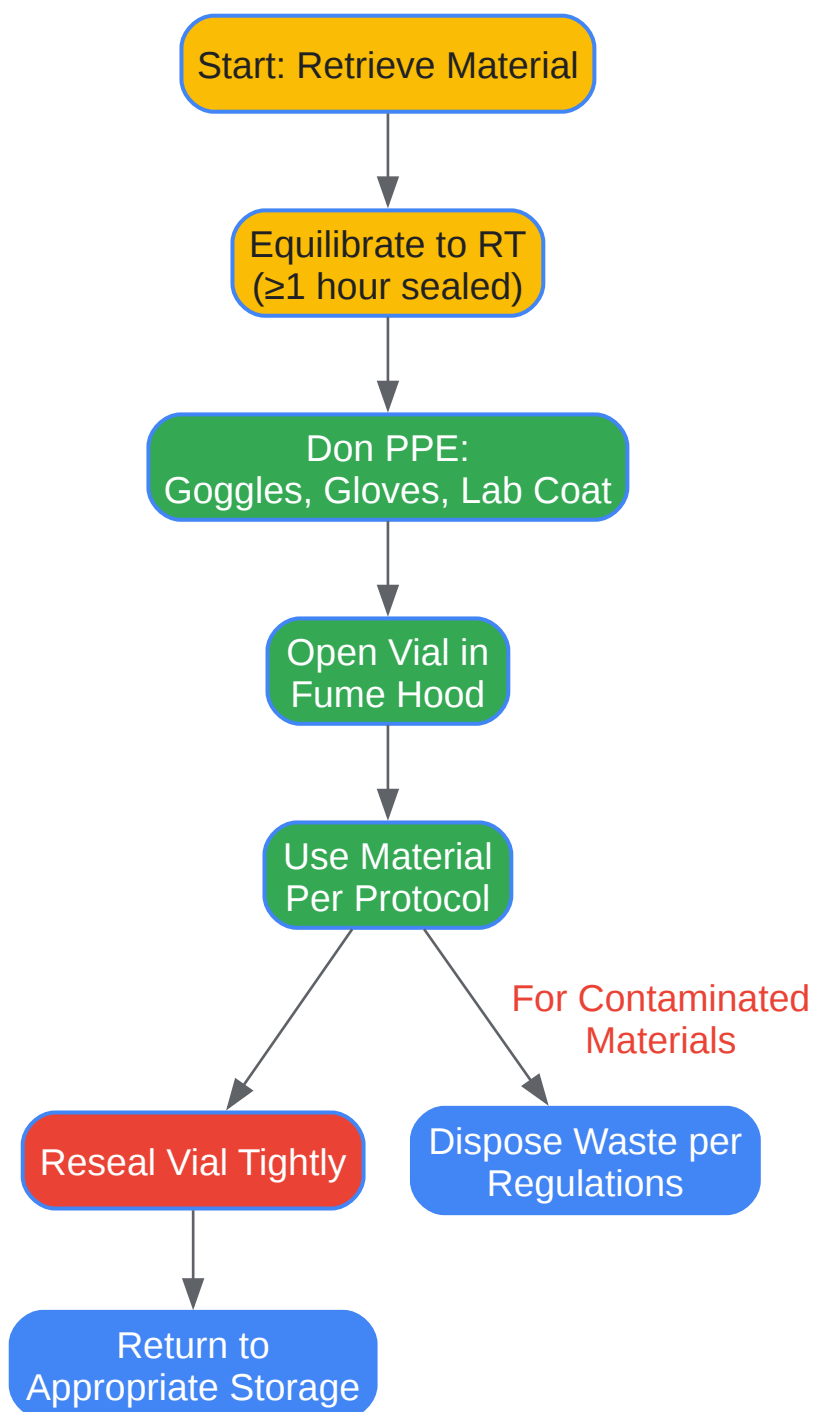 Start: Retrieve Material
Equilibrate to RT
(≥1 hour sealed)
Don PPE:
Goggles, Gloves, Lab Coat
Open Vial in
Fume Hood
Use Material
Per Protocol
For Contaminated
Materials
Reseal Vial Tightly
Dispose Waste per
Regulations
Return to
Appropriate Storage